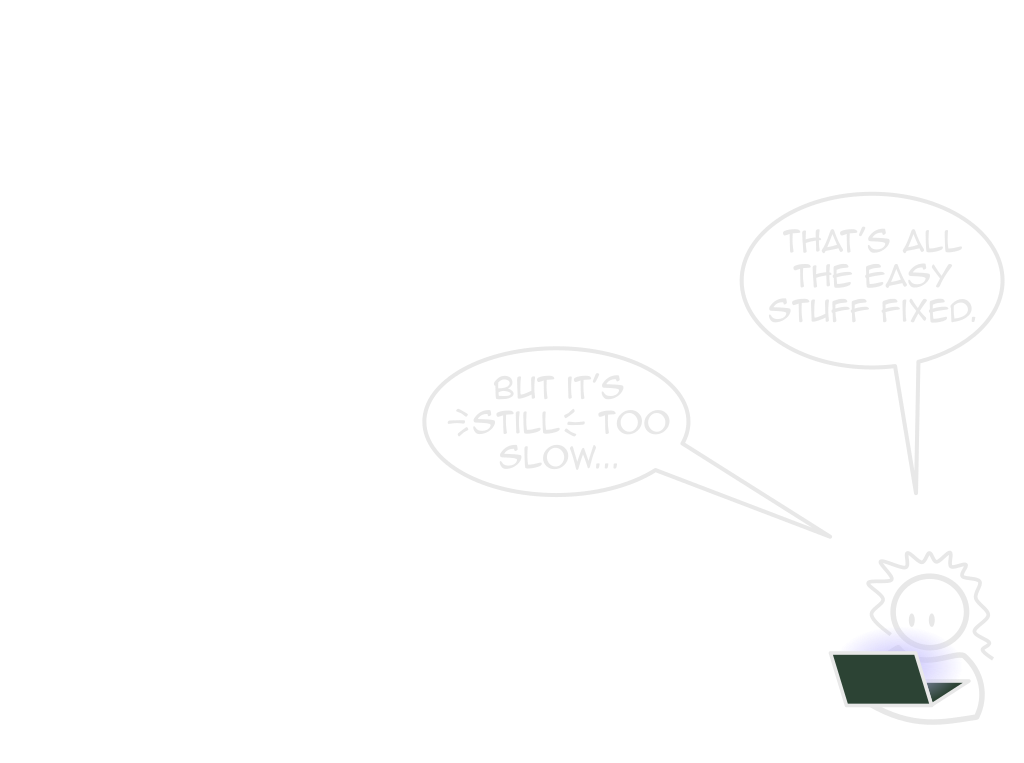 THAT'S ALL
THE EASY
STUFF FIXED.
BUT IT'S
STILL TOO
SLOW...